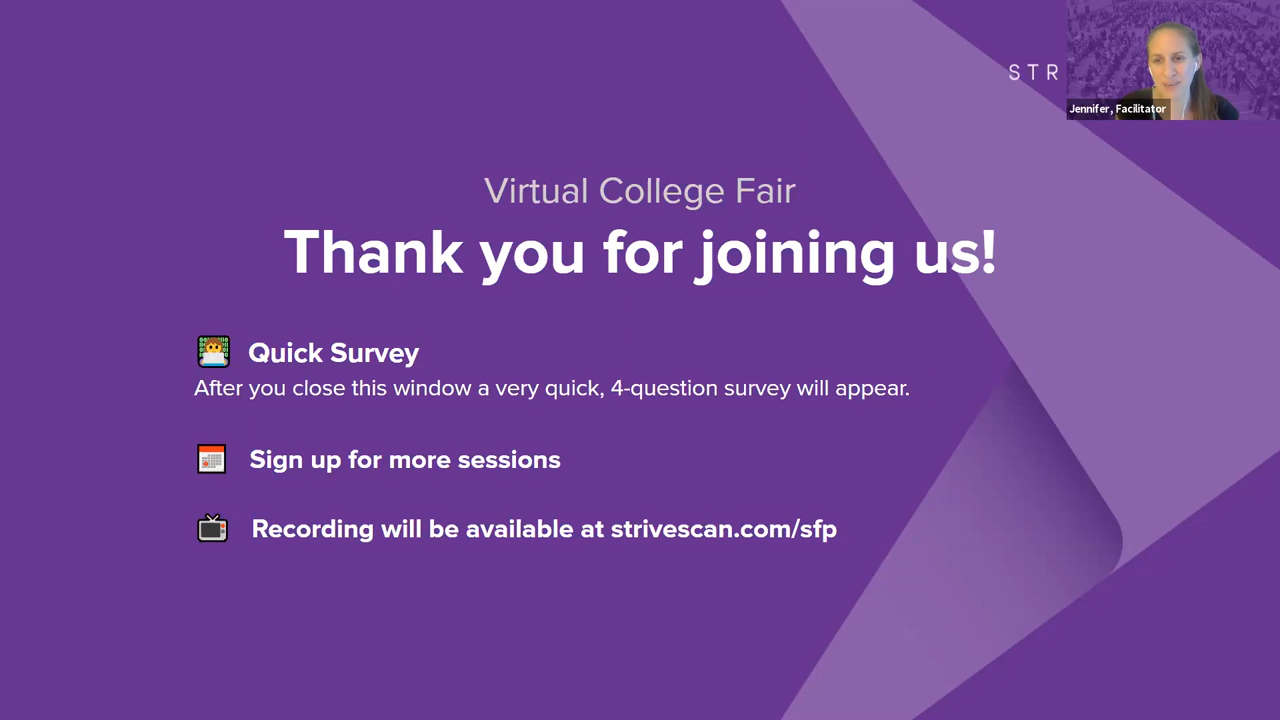 STR
Jennifer, Facilitator
Virtual College Fair
Thank you for joining us!
Quick Survey
After you close this window a very quick, 4-question survey will appear.
Sign up for more sessions
Recording will be available at strivescan.com/sfp